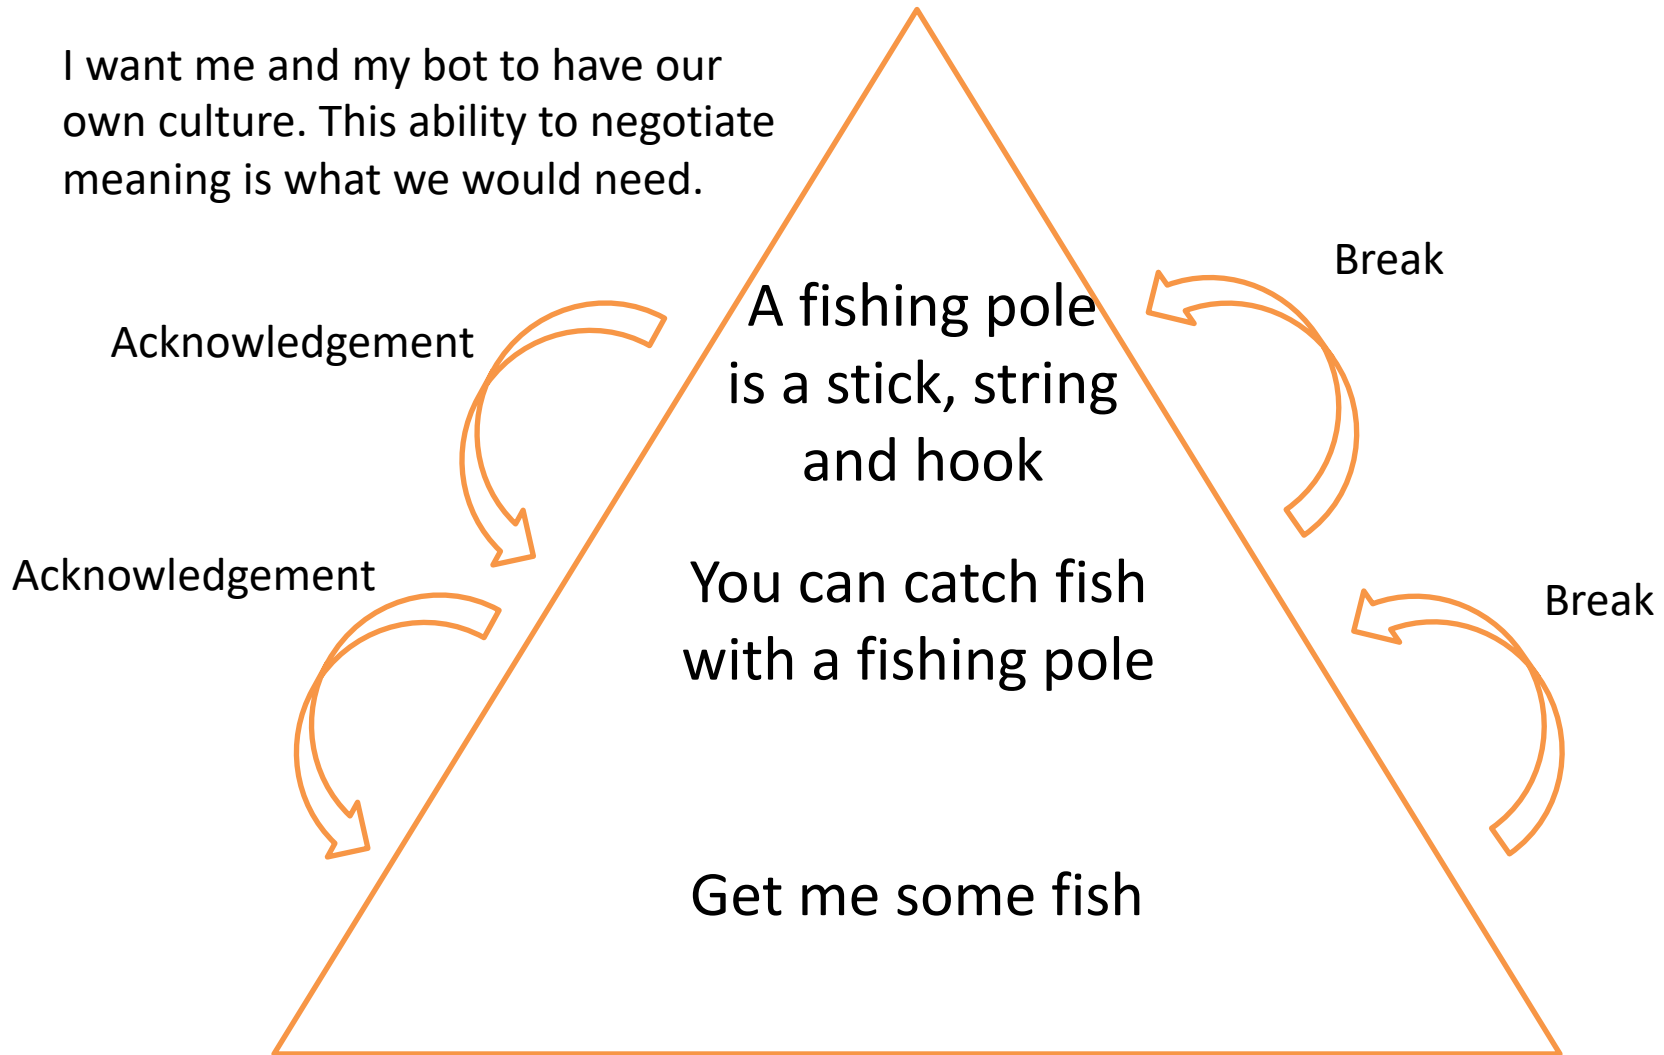 I want me and my bot to have our
own culture. This ability to negotiate
meaning is what we would need.
Break
Acknowledgement
A fishing pole
is a stick, string
and hook
Acknowledgement
You can catch fish
with a fishing pole
Break
Get me some fish